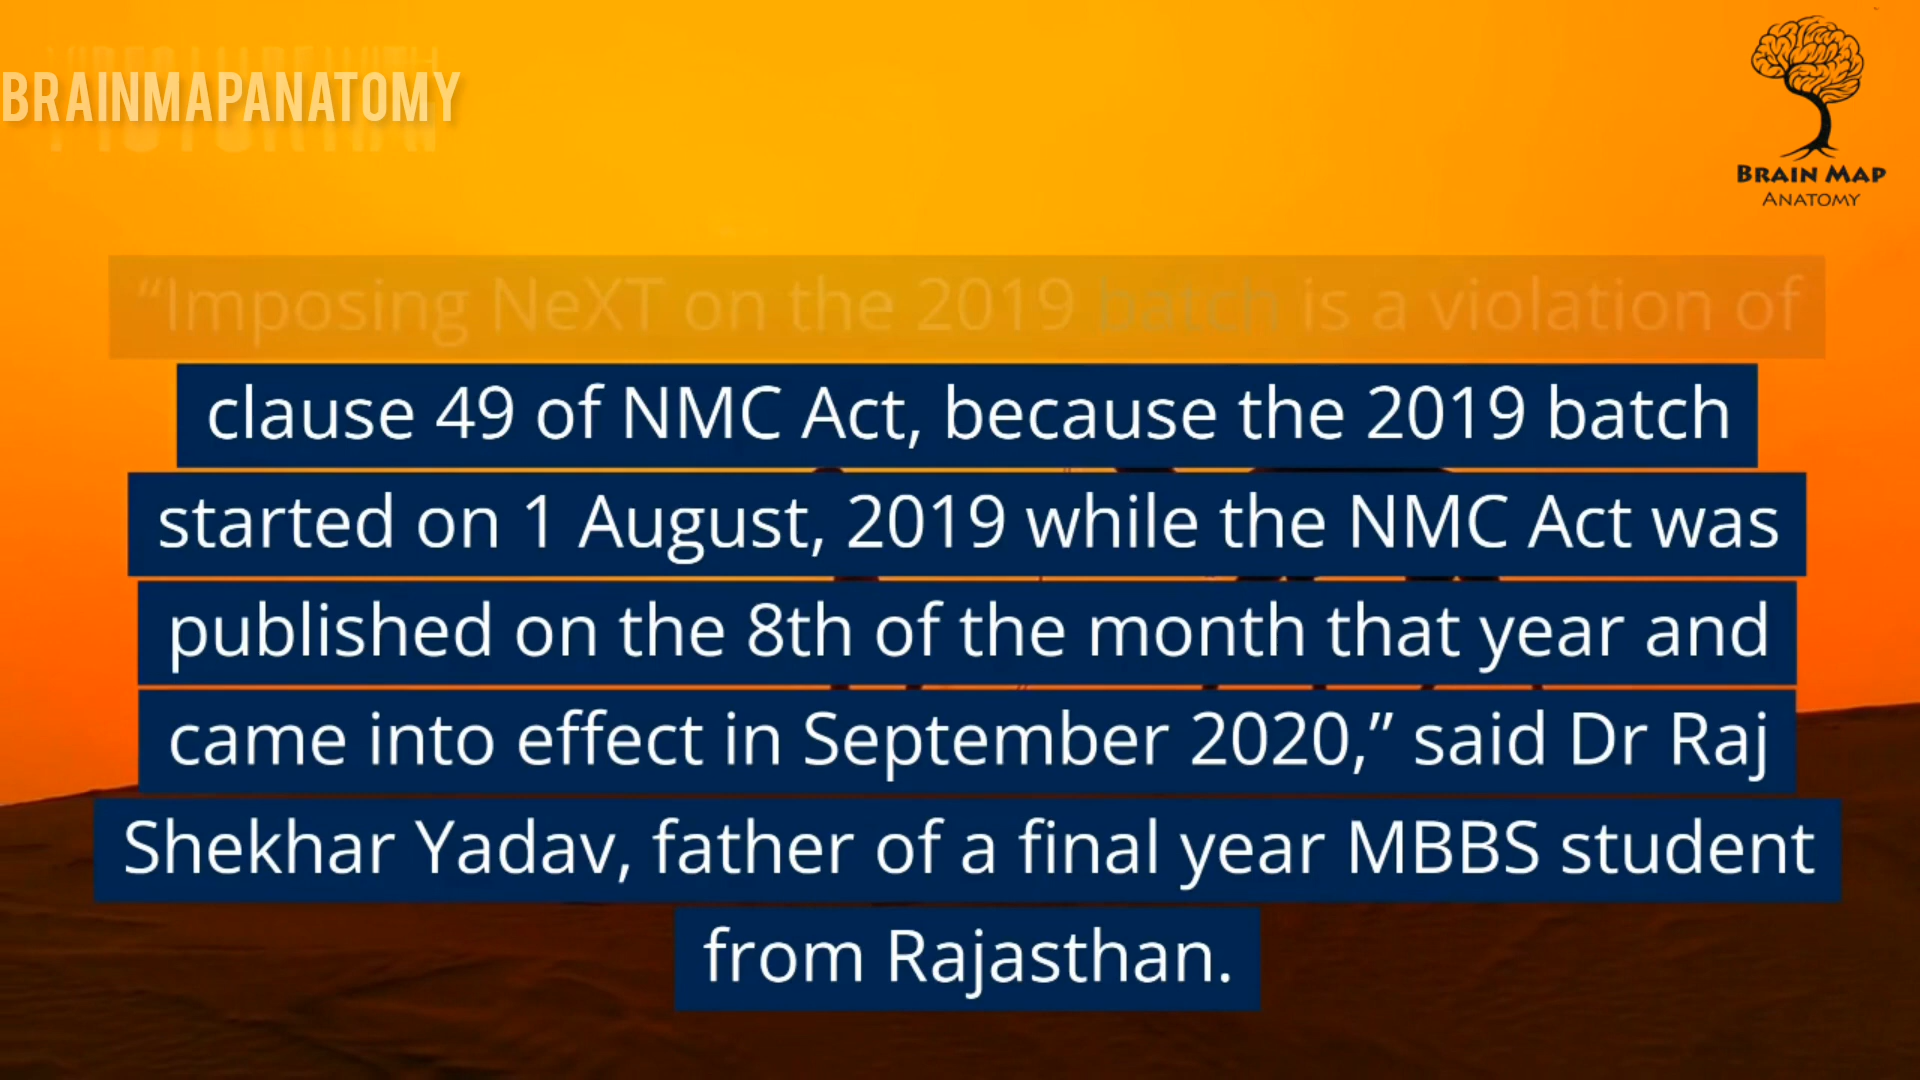 BRAINMAPANATOMY
BRAIN MAP
ANATOMY
“Imposing NeXT on the 2019 batch is a violation of
clause 49 of NMC Act, because the 2019 batch
started on 1 August, 2019 while the NMC Act was
published on the 8th of the month that year and
came into effect in September 2020,” said Dr Raj
Shekhar Yadav, father of a final year MBBS student
from Rajasthan.